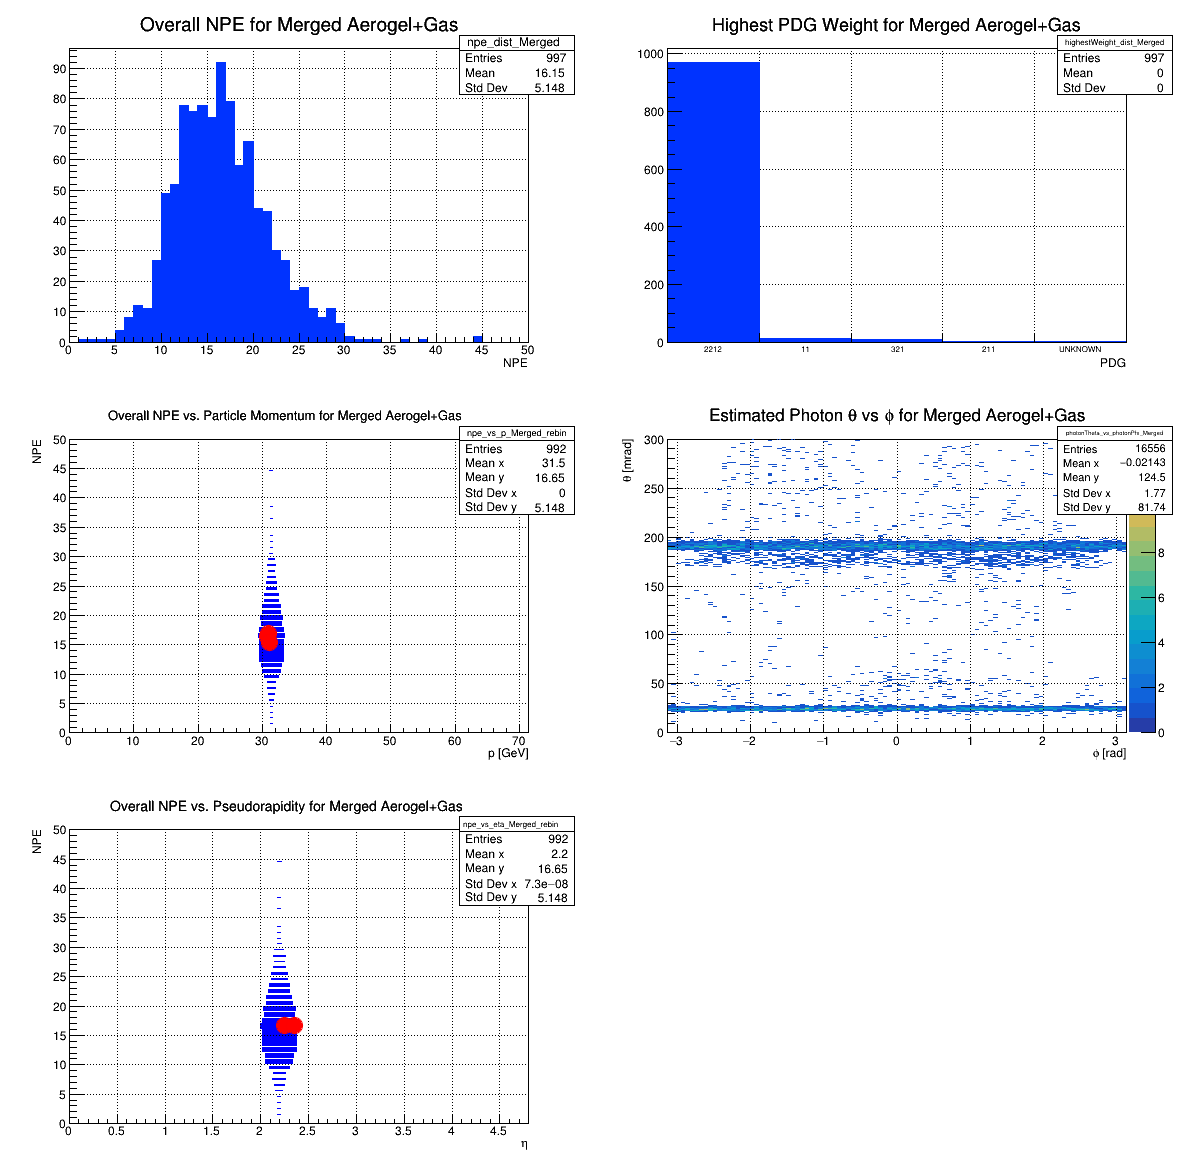 Overall NPE for Merged Aerogel+Gas
npe_dist_Merged
Entries 997
Mean 16.15
Std Dev 5.148
90
80
70
60
50
40
30
20
10
0
0 5 10 15 20 25 30 35 40 45 50
NPE
Highest PDG Weight for Merged Aerogel+Gas
highestWeight_dist_Merged
Entries 997
Mean 0
Std Dev 0
1000
800
600
400
200
0
2212 11 321 211 UNKNOWN
PDG
Overall NPE vs. Particle Momentum for Merged Aerogel+Gas
NPE
npe_vs_p_Merged_rebin
Entries 992
Mean x 31.5
Mean y 16.65
Std Dev x 0
Std Dev y 5.148
50
45
40
35
30
25
20
15
10
5
0
0 10 20 30 40 50 60 70
p [GeV]
Estimated Photon θ vs ϕ for Merged Aerogel+Gas
θ [mrad]
photonTheta_vs_photonPhi_Merged
Entries 16556
Mean x −0.02143
Mean y 124.5
Std Dev x 1.77
Std Dev y 81.74
300
250
200
150
100
50
0
8
6
4
2
0
−3 −2 −1 0 1 2 3
ϕ [rad]
Overall NPE vs. Pseudorapidity for Merged Aerogel+Gas
NPE
npe_vs_eta_Merged_rebin
Entries 992
Mean x 2.2
Mean y 16.65
Std Dev x 7.3e−08
Std Dev y 5.148
50
45
40
35
30
25
20
15
10
5
0
0 0.5 1 1.5 2 2.5 3 3.5 4 4.5
η